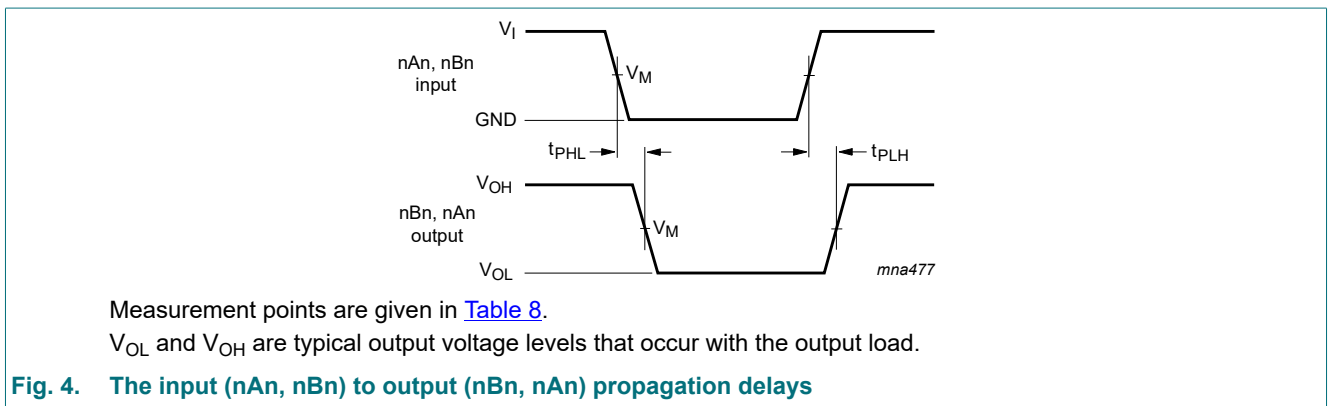 V_I
nAn, nBn
input
V_M
GND
t_PHL
t_PLH
V_OH
nBn, nAn
output
V_M
V_OL
mna477
Measurement points are given in Table 8.
V_OL and V_OH are typical output voltage levels that occur with the output load.
Fig. 4. The input (nAn, nBn) to output (nBn, nAn) propagation delays